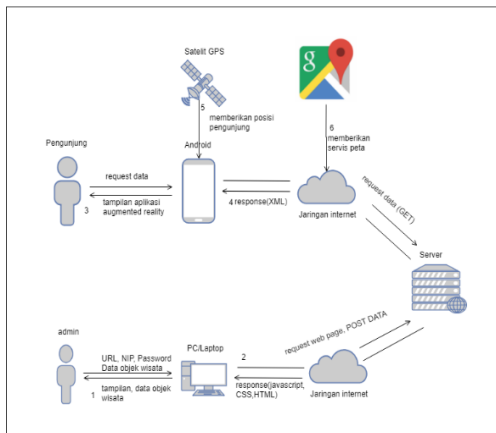 Satelit GPS
5
memberikan posisi
pengunjung
g
6
memberikan
servis peta
Pengunjung
Android
request data
tampilan aplikasi
augmented reality
3
4 response(XML)
Jaringan internet
request data (GET)
Server
admin
PC/Laptop
URL, NIP, Password
Data objek wisata
1
tampilan, data objek
wisata
2
request web page, POST DATA
response(javascript,
CSS,HTML)
Jaringan internet